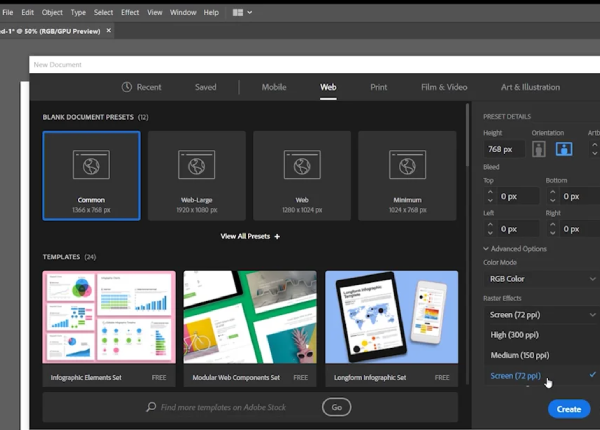 File Edit Object Type Select Effect View Window Help
d-1* @ 50% (RGB/GPU Preview) ×
New Document
Recent Saved Mobile Web Print Film & Video Art & Illustration
BLANK DOCUMENT PRESETS (12)
Common
1366 x 768 px
Web-Large
1920 x 1080 px
Web
1280 x 1024 px
Minimum
1024 x 768 px
View All Presets +
TEMPLATES (24)
Infographic Elements Set FREE
Modular Web Components Set FREE
Longform Infographic Template
Longform Infographic Set FREE
Find more templates on Adobe Stock Go
PRESET DETAILS
Height Orientation Artb
768 px
Bleed
Top Bottom
0 px 0 px
Left Right
0 px 0 px
Advanced Options
Color Mode
RGB Color
Raster Effects
Screen (72 ppi)
High (300 ppi)
Medium (150 ppi)
Screen (72 ppi)
Create